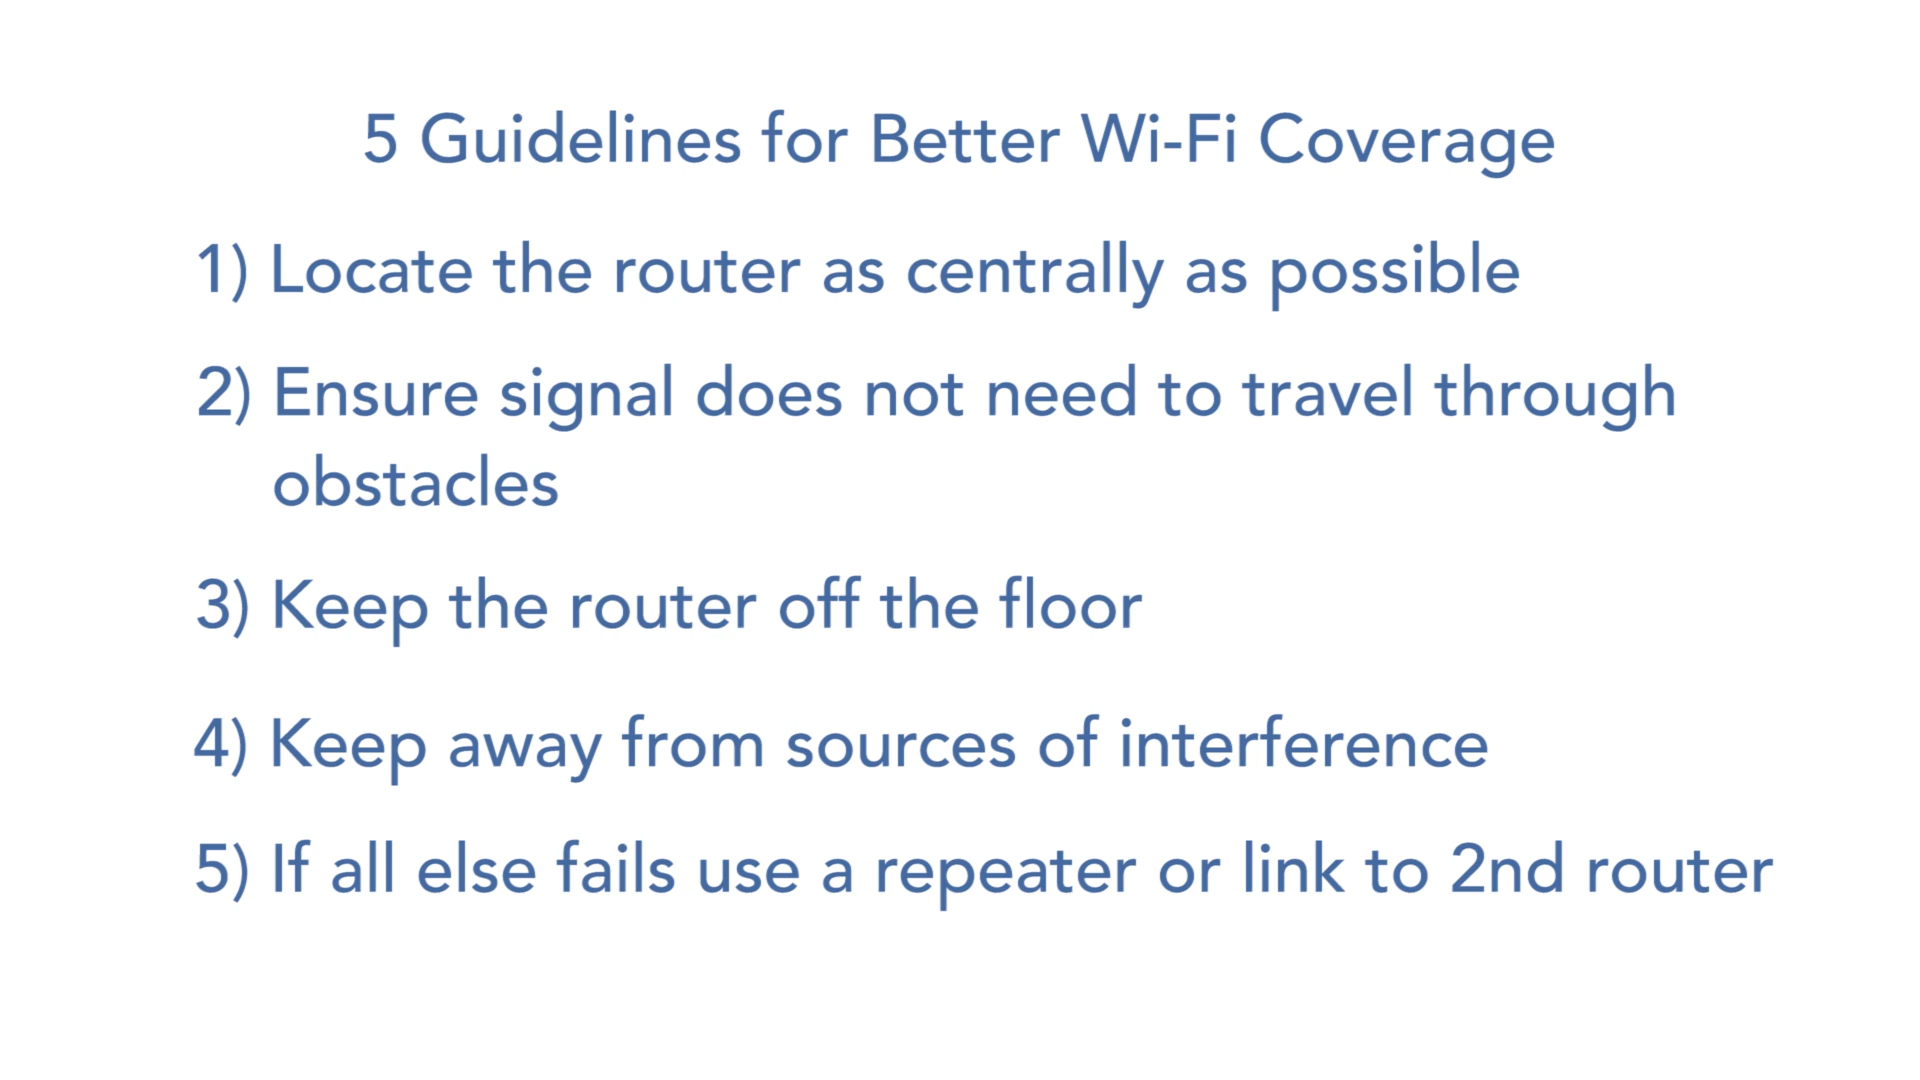 5 Guidelines for Better Wi-Fi Coverage
1) Locate the router as centrally as possible
2) Ensure signal does not need to travel through
obstacles
3) Keep the router off the floor
4) Keep away from sources of interference
5) If all else fails use a repeater or link to 2nd router